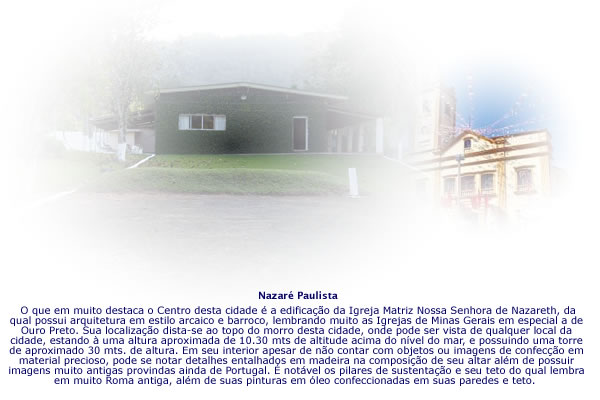 Nazaré Paulista
O que em muito destaca o Centro desta cidade é a edificação da Igreja Matriz Nossa Senhora de Nazareth, da
qual possui arquitetura em estilo arcaico e barroco, lembrando muito as Igrejas de Minas Gerais em especial a de
Ouro Preto. Sua localização dista-se ao topo do morro desta cidade, onde pode ser vista de qualquer local da
cidade, estando à uma altura aproximada de 10.30 mts de altitude acima do nível do mar, e possuindo uma torre
de aproximado 30 mts. de altura. Em seu interior apesar de não contar com objetos ou imagens de confecção em
material precioso, pode se notar detalhes entalhados em madeira na composição de seu altar além de possuir
imagens muito antigas provindas ainda de Portugal. É notável os pilares de sustentação e seu teto do qual lembra
em muito Roma antiga, além de suas pinturas em óleo confeccionadas em suas paredes e teto.